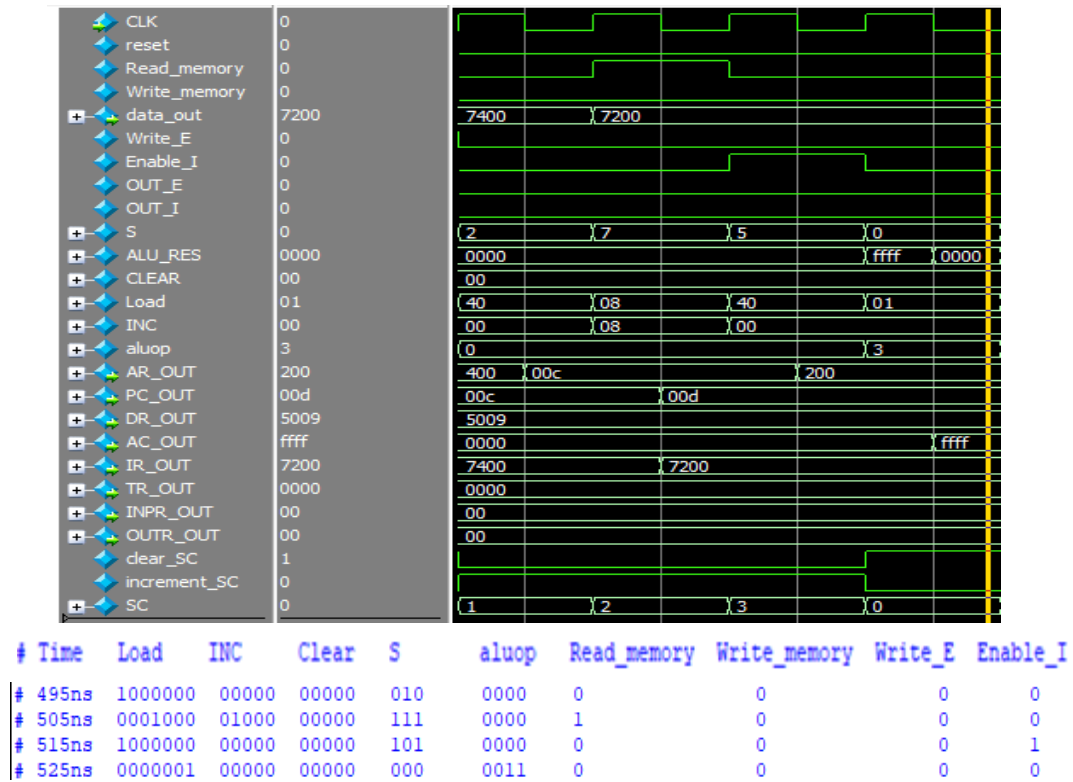 CLK 0
reset 0
Read_memory 0
Write_memory 0
data_out 7200 7400 7200
Write_E 0
Enable_I 0
OUT_E 0
OUT_I 0
S 0 2 7 5 0
ALU_RES 0000 0000 ffff 0000
CLEAR 00 00
Load 01 40 08 40 01
INC 00 00 08 00
aluop 3 0 3
AR_OUT 200 400 00c 200
PC_OUT 00d 00c 00d
DR_OUT 5009 5009
AC_OUT ffff 0000 ffff
IR_OUT 7200 7400 7200
TR_OUT 0000 0000
INPR_OUT 00 00
OUTR_OUT 00 00
clear_SC 1
increment_SC 0
SC 0 1 2 3 0
# Time Load INC Clear S aluop Read_memory Write_memory Write_E Enable_I
# 495ns 1000000 00000 00000 010 0000 0 0 0 0
# 505ns 0001000 01000 00000 111 0000 1 0 0 0
# 515ns 1000000 00000 00000 101 0000 0 0 0 1
# 525ns 0000001 00000 00000 000 0011 0 0 0 0